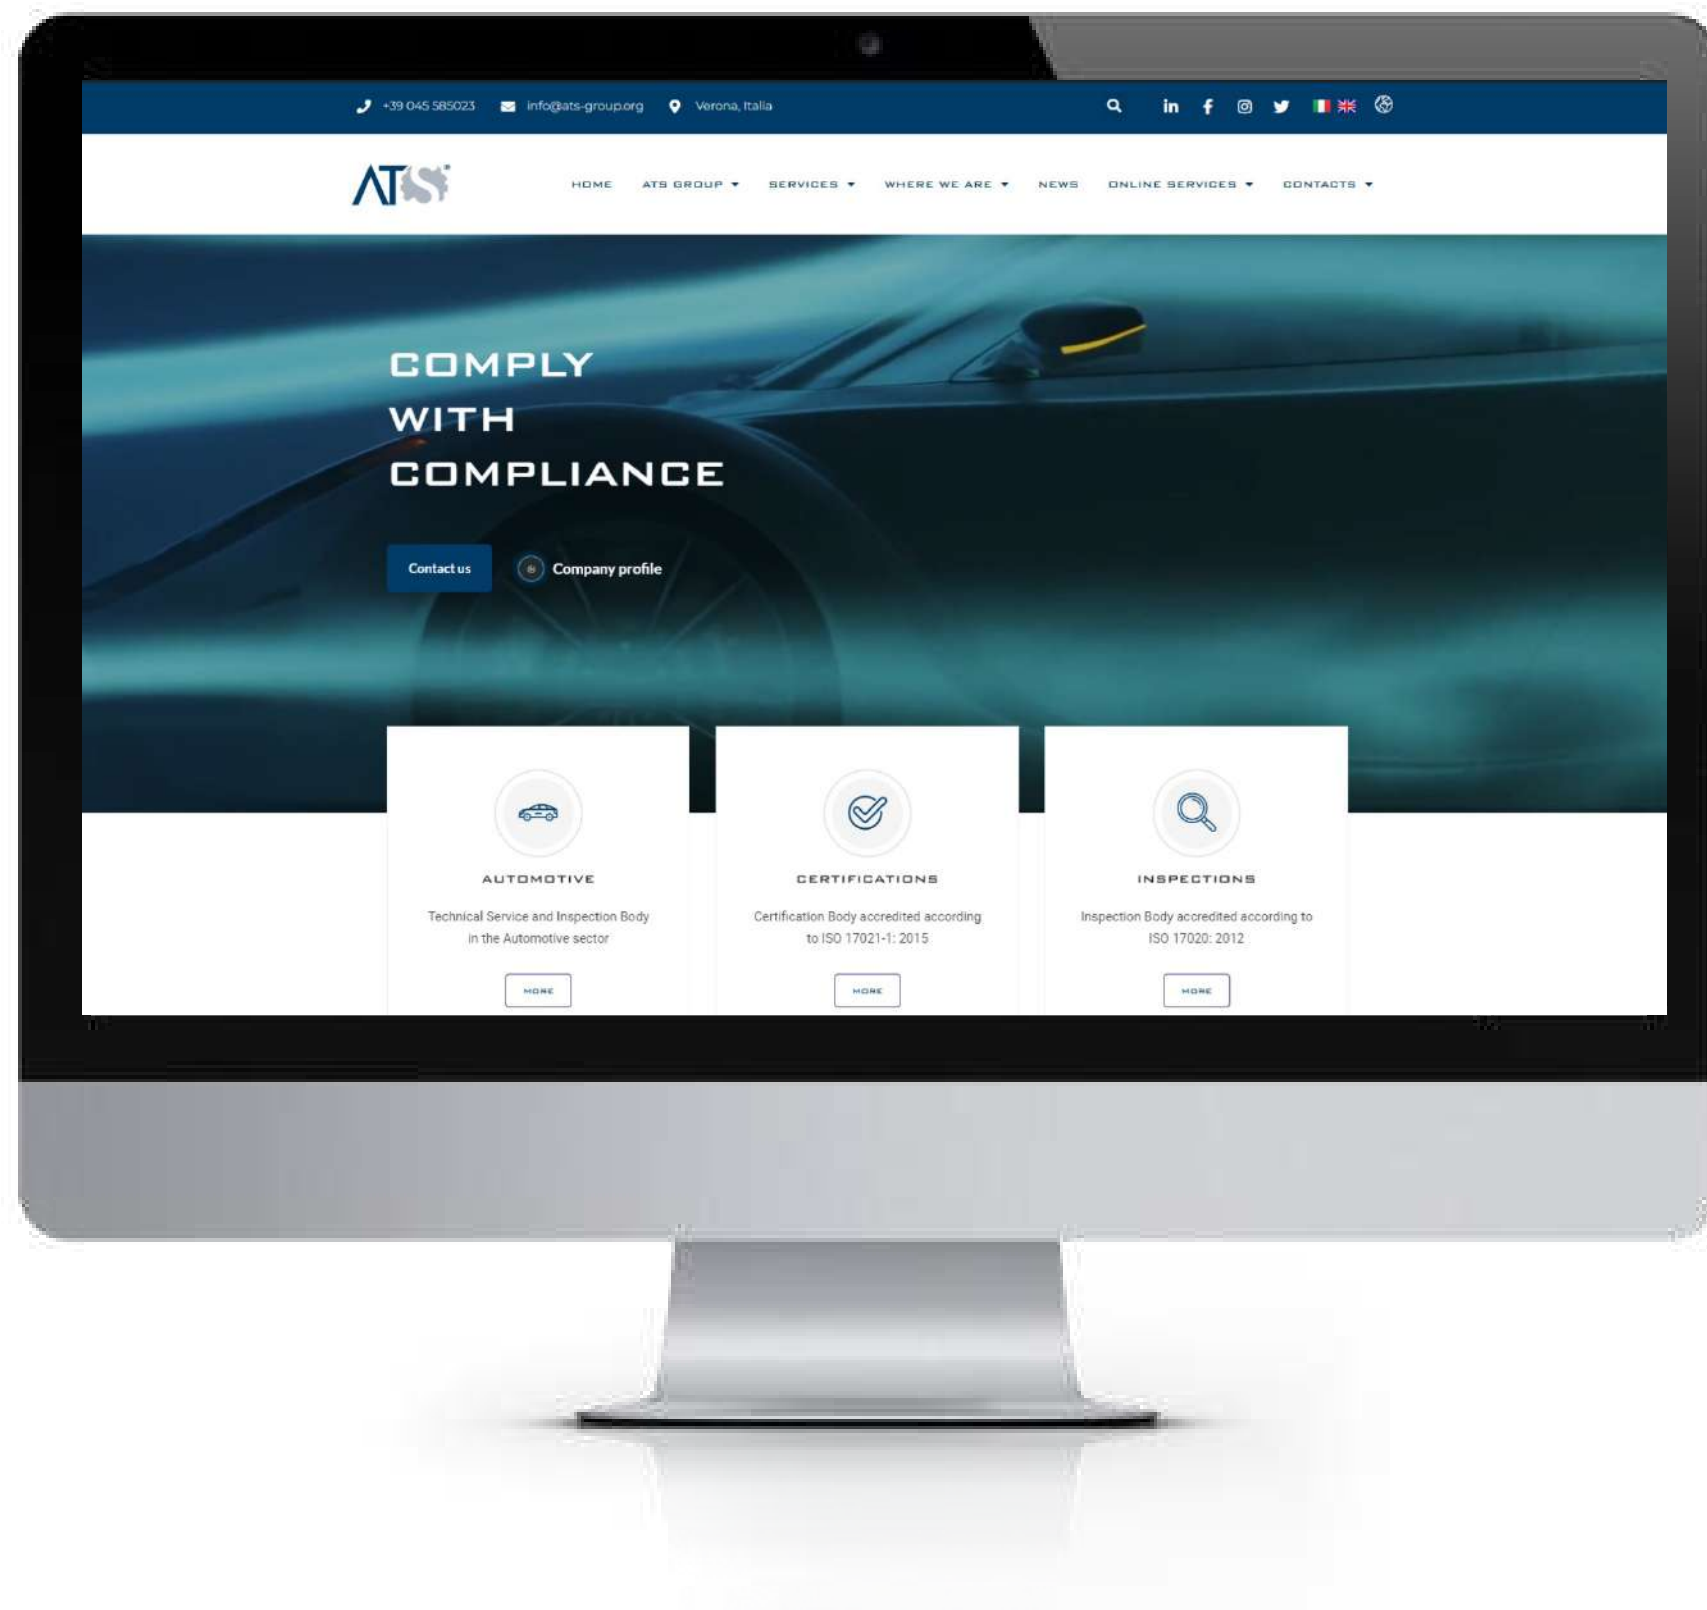 +39 045 585023 info@ats-group.org Verona, Italia
ATS
HOME ATS GROUP SERVICES WHERE WE ARE NEWS ONLINE SERVICES CONTACTS
COMPLY
WITH
COMPLIANCE
Contact us Company profile
AUTOMOTIVE
Technical Service and Inspection Body
in the Automotive sector
MORE
CERTIFICATIONS
Certification Body accredited according
to ISO 17021-1: 2015
MORE
INSPECTIONS
Inspection Body accredited according to
ISO 17020: 2012
MORE